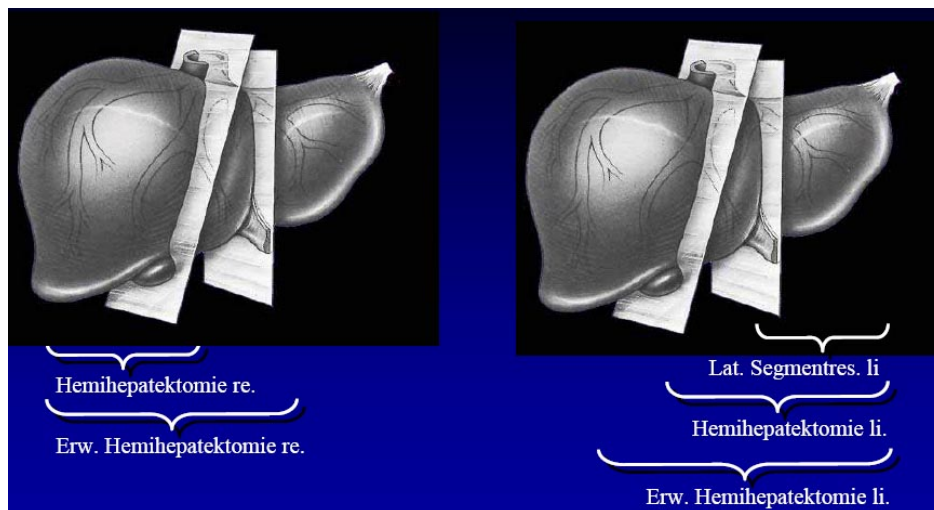 Hemihepatektomie re.
Erw. Hemihepatektomie re.
Lat. Segmentres. li
Hemihepatektomie li.
Erw. Hemihepatektomie li.